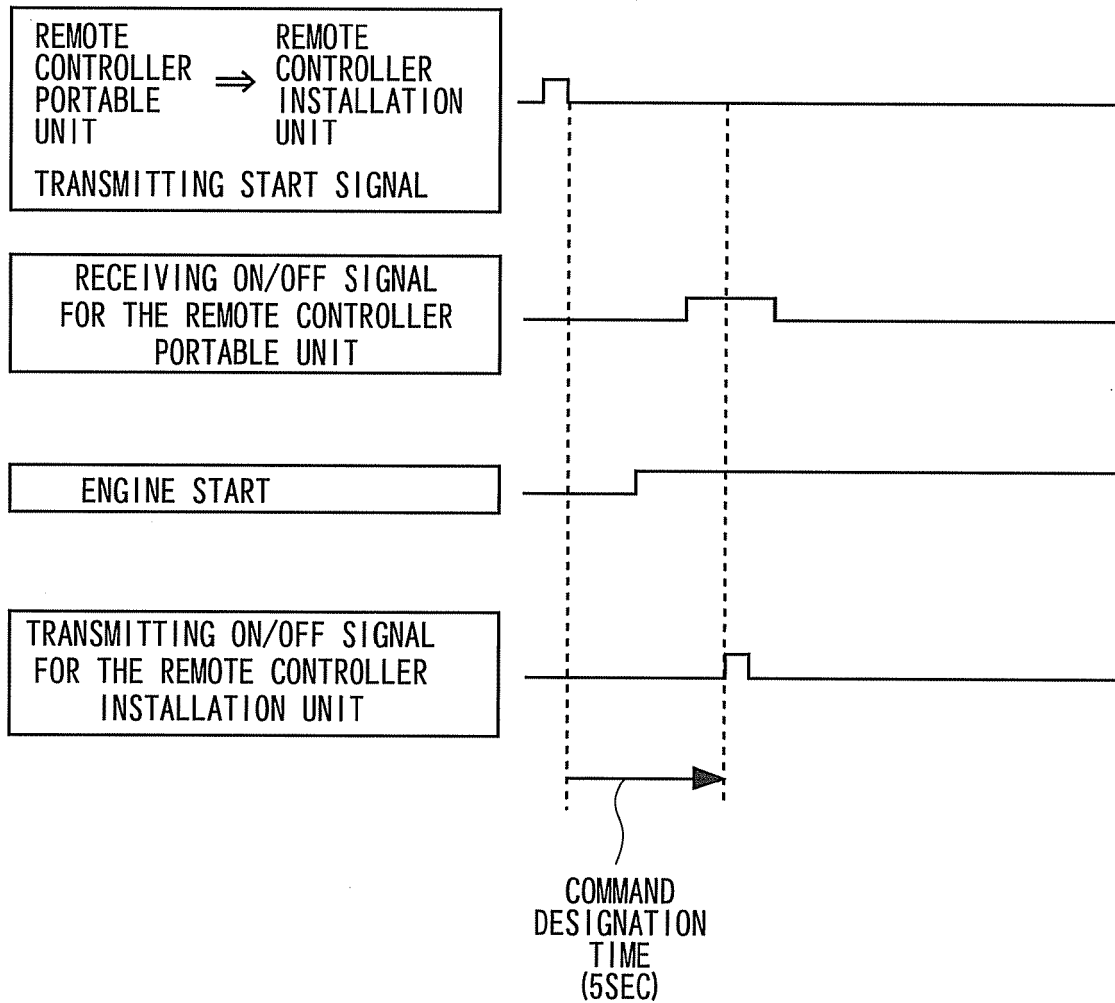 REMOTE
CONTROLLER
PORTABLE
UNIT
⇒
REMOTE
CONTROLLER
INSTALLATION
UNIT
TRANSMITTING START SIGNAL
RECEIVING ON/OFF SIGNAL
FOR THE REMOTE CONTROLLER
PORTABLE UNIT
ENGINE START
TRANSMITTING ON/OFF SIGNAL
FOR THE REMOTE CONTROLLER
INSTALLATION UNIT
COMMAND
DESIGNATION
TIME
(5SEC)